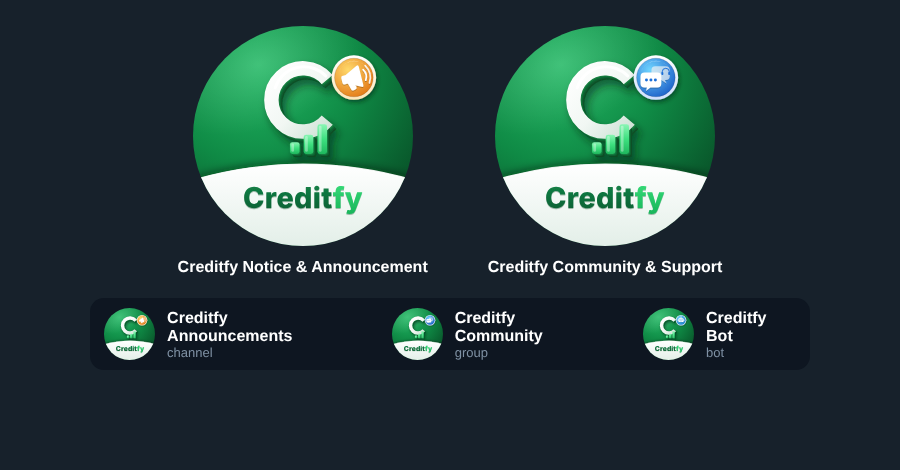 Creditfy
Creditfy
Creditfy Notice & Announcement
Creditfy Community & Support
Creditfy
Creditfy
Announcements
channel
Creditfy
Creditfy
Community
group
Creditfy
Creditfy
Bot
bot